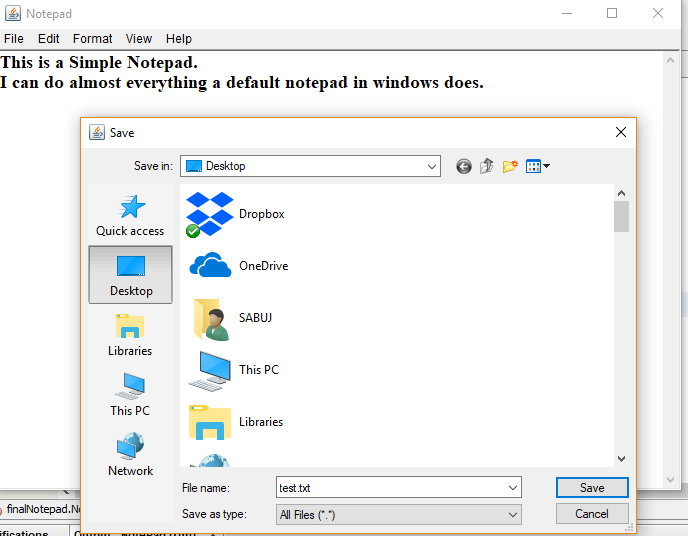 Notepad
File Edit Format View Help
This is a Simple Notepad.
I can do almost everything a default notepad in windows does.
Save
Save in: Desktop
Quick access
Desktop
Libraries
This PC
Network
Dropbox
OneDrive
SABUJ
This PC
Libraries
File name: test.txt Save
Save as type: All Files (*.*) Cancel
finalNotepad.No